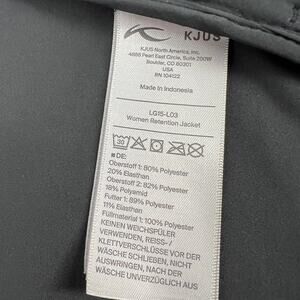 KJUS
KJUS North America, Inc.
4888 Pearl East Circle, Suite 200W
Boulder, CO 80301
USA
RN 104122
Made in Indonesia
LG15-L03
Women Retention Jacket
30
DE:
Oberstoff 1: 80% Polyester
20% Elasthan
Oberstoff 2: 82% Polyester
18% Polyamid
Futter 1: 89% Polyester
11% Elasthan
Füllmaterial 1: 100% Polyester
KEINEN WEICHSPÜLER
VERWENDEN, REISS-/
KLETTVERSCHLÜSSE VOR DER
WÄSCHE SCHLIEßEN, NICHT
AUSWRINGEN, NACH DER
WÄSCHE UNVERZÜGLICH AUS